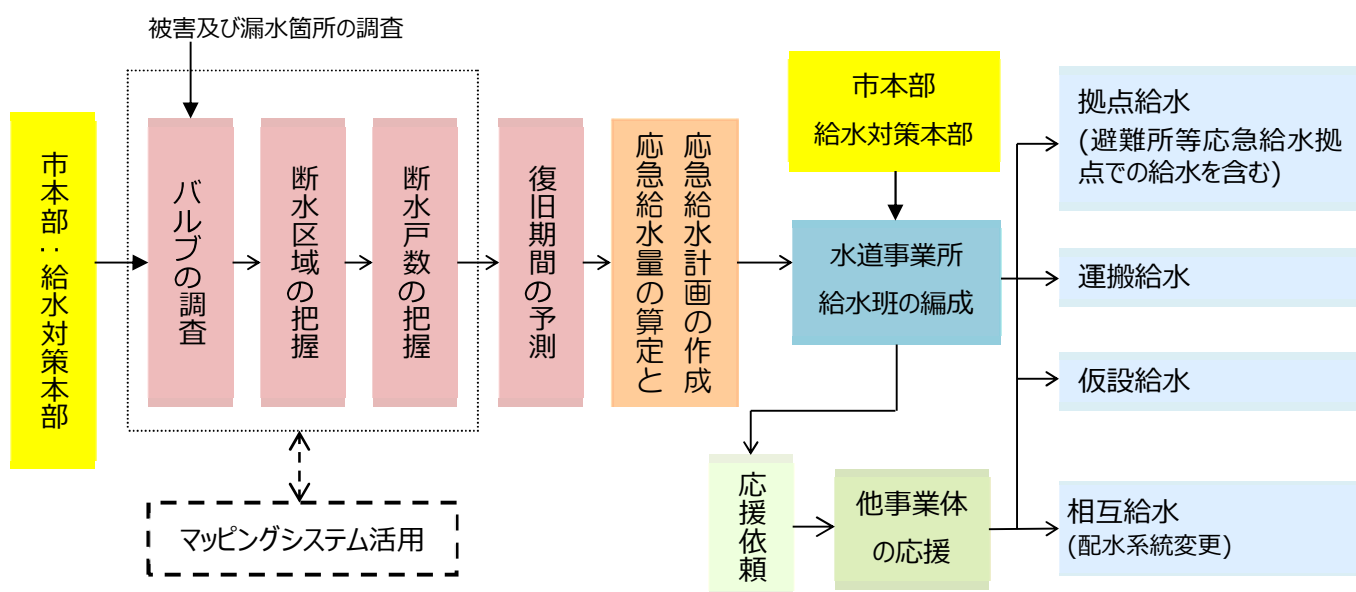 被害及び漏水箇所の調査
市本部：給水対策本部
バルブの調査
断水区域の把握
断水戸数の把握
復旧期間の予測
応急給水量の算定と
応急給水計画の作成
市本部
給水対策本部
水道事業所
給水班の編成
応援依頼
他事業体
の応援
拠点給水
(避難所等応急給水拠
点での給水を含む)
運搬給水
仮設給水
相互給水
(配水系統変更)
マッピングシステム活用